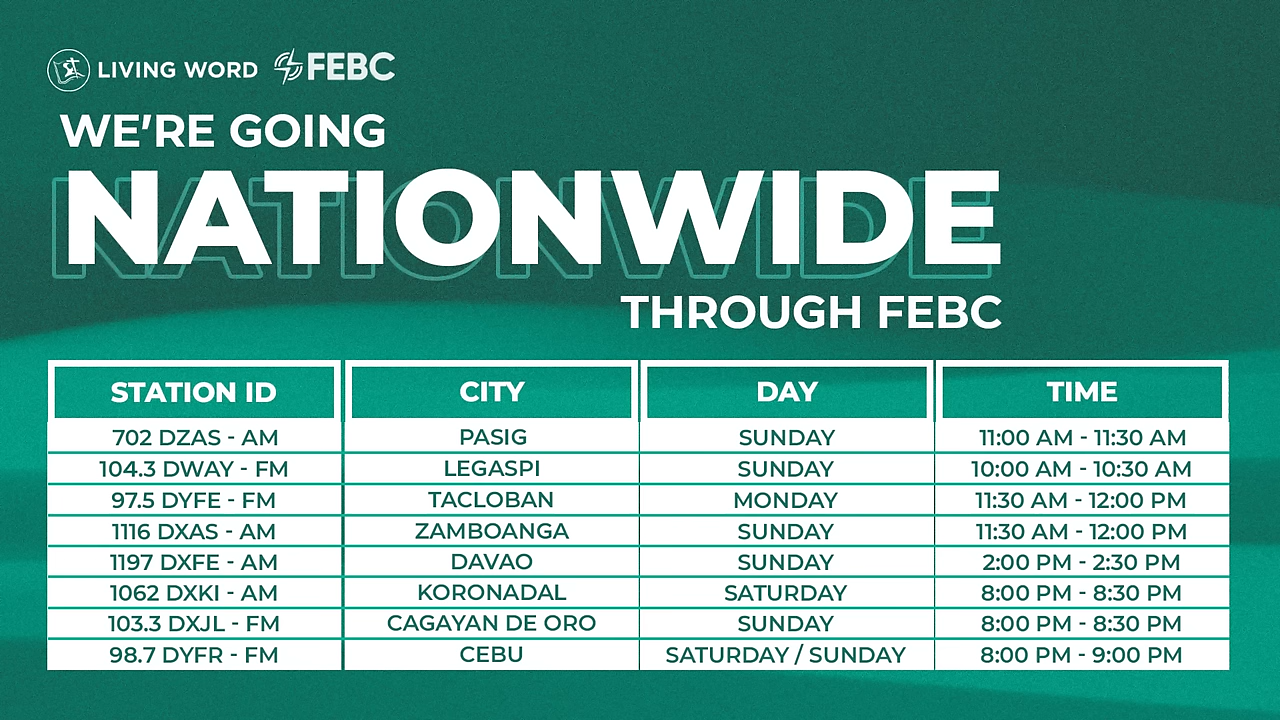 LIVING WORD FEBC
WE'RE GOING
NATIONWIDE
THROUGH FEBC
STATION ID CITY DAY TIME
702 DZAS - AM PASIG SUNDAY 11:00 AM - 11:30 AM
104.3 DWAY - FM LEGASPI SUNDAY 10:00 AM - 10:30 AM
97.5 DYFE - FM TACLOBAN MONDAY 11:30 AM - 12:00 PM
1116 DXAS - AM ZAMBOANGA SUNDAY 11:30 AM - 12:00 PM
1197 DXFE - AM DAVAO SUNDAY 2:00 PM - 2:30 PM
1062 DXKI - AM KORONADAL SATURDAY 8:00 PM - 8:30 PM
103.3 DXJL - FM CAGAYAN DE ORO SUNDAY 8:00 PM - 8:30 PM
98.7 DYFR - FM CEBU SATURDAY / SUNDAY 8:00 PM - 9:00 PM